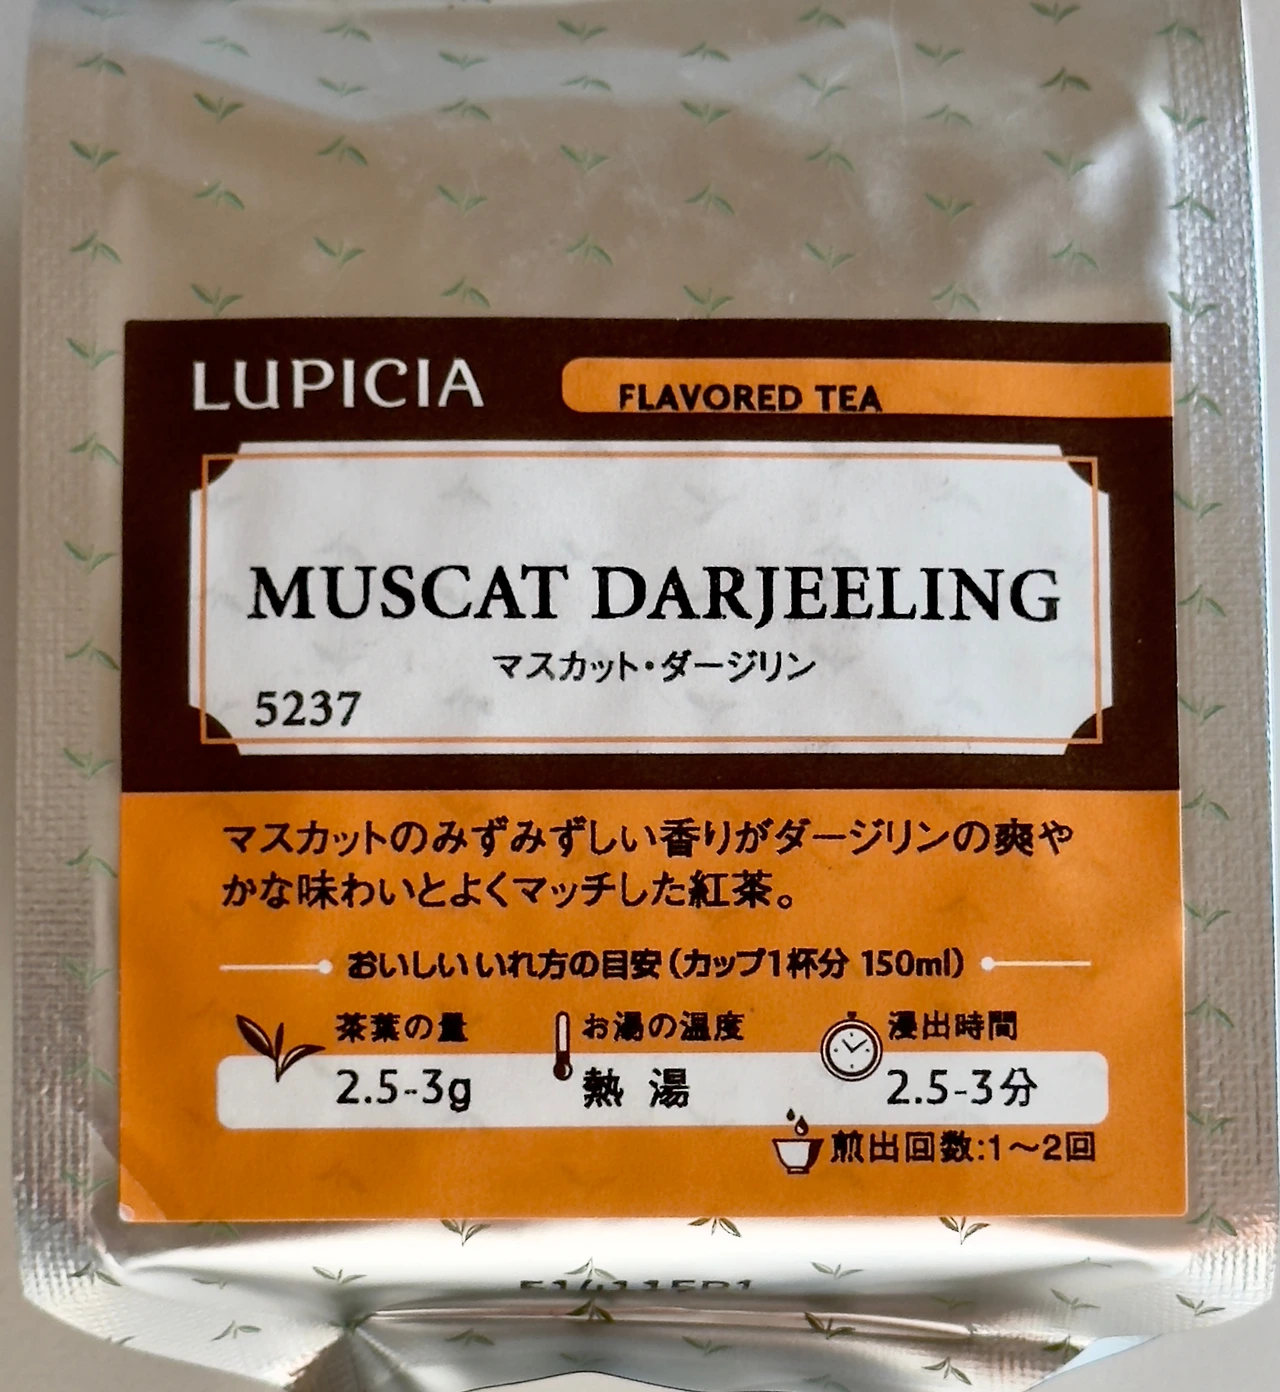 LUPICIA
FLAVORED TEA
MUSCAT DARJEELING
マスカット・ダージリン
5237
マスカットのみずみずしい香りがダージリンの爽や
かな味わいとよくマッチした紅茶。
おいしいいれ方の目安（カップ1杯分 150ml）
茶葉の量 お湯の温度 浸出時間
2.5-3g 熱 湯 2.5-3分
煎出回数:1〜2回